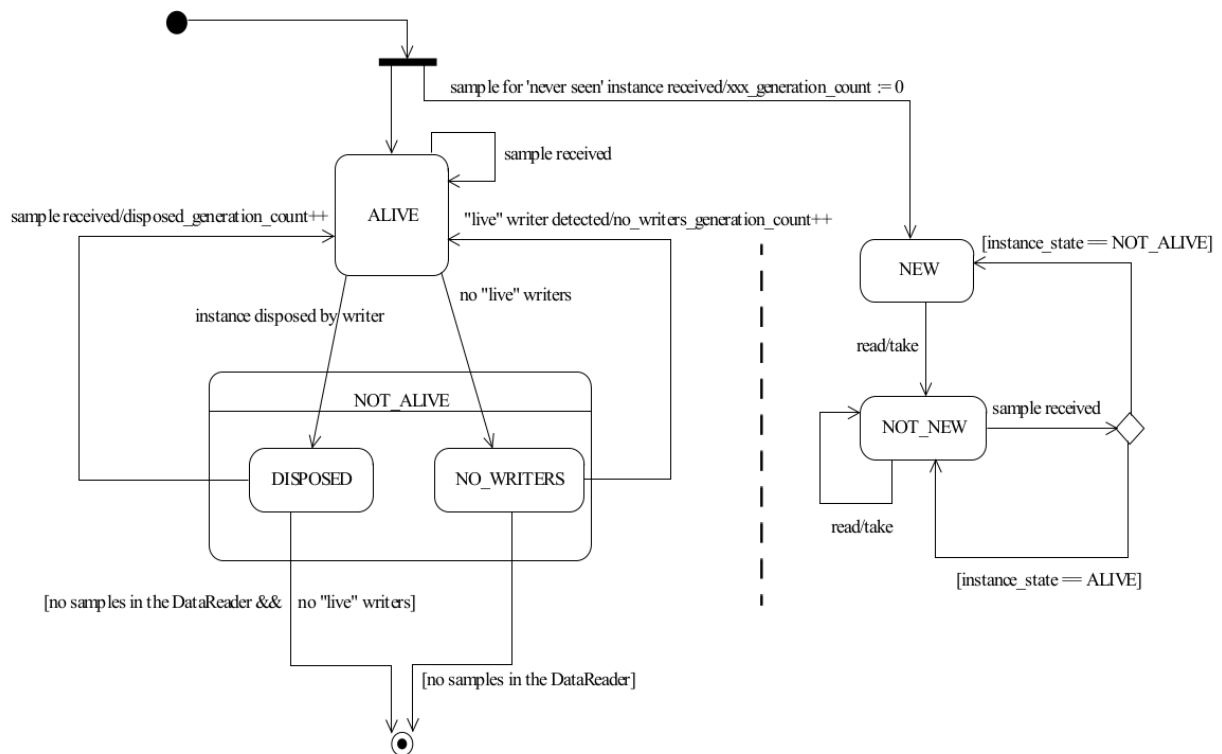 sample for 'never seen' instance received/xxx_generation_count := 0
sample received
ALIVE
sample received/disposed_generation_count++
"live" writer detected/no_writers_generation_count++
[instance_state == NOT_ALIVE]
NEW
no "live" writers
instance disposed by writer
read/take
NOT_ALIVE
sample received
NOT_NEW
DISPOSED
NO_WRITERS
read/take
[instance_state == ALIVE]
[no samples in the DataReader && no "live" writers]
[no samples in the DataReader]